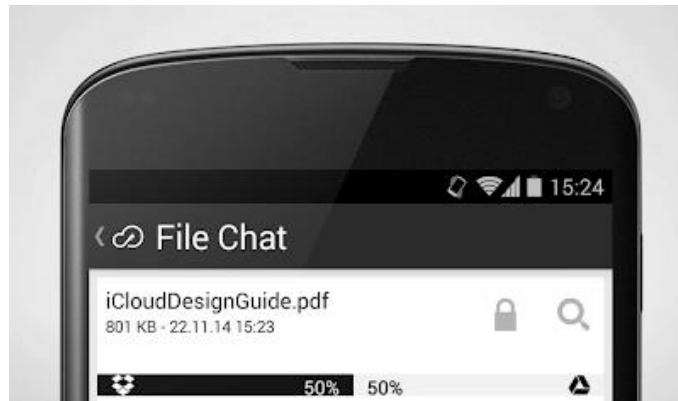 15:24
File Chat
iCloudDesignGuide.pdf
801 KB - 22.11.14 15:23
50% 50%